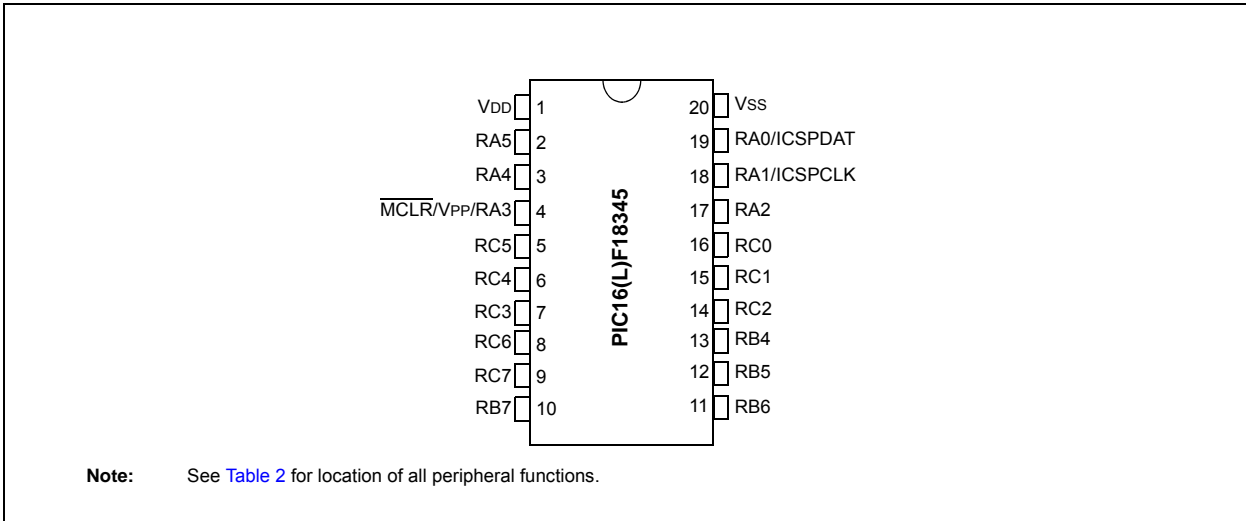 VDD 1 20 VSS
RA5 2 19 RA0/ICSPDAT
RA4 3 18 RA1/ICSPCLK
MCLR/VPP/RA3 4 17 RA2
RC5 5 16 RC0
RC4 6 15 RC1
RC3 7 14 RC2
RC6 8 13 RB4
RC7 9 12 RB5
RB7 10 11 RB6
PIC16(L)F18345
Note: See Table 2 for location of all peripheral functions.